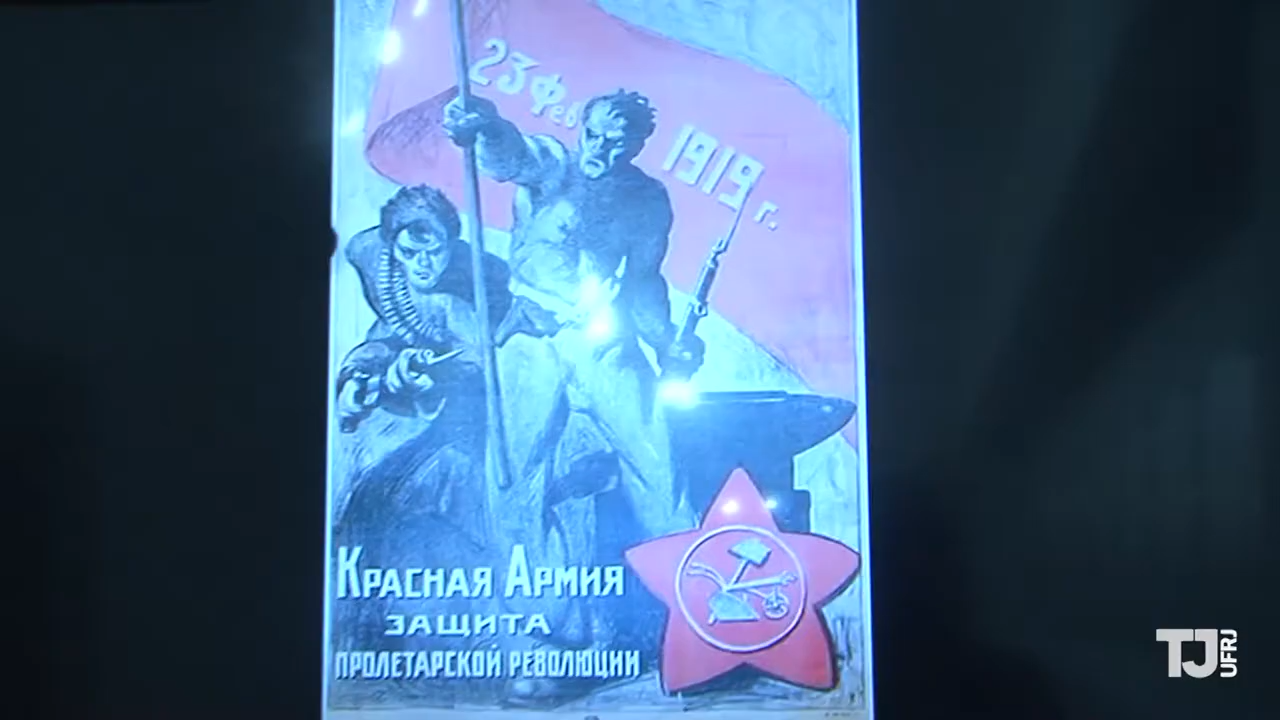 23 Фев
1919 г.
КРАСНАЯ АРМИЯ
ЗАЩИТА
ПРОЛЕТАРСКОЙ РЕВОЛЮЦИИ
TJ UFRJ